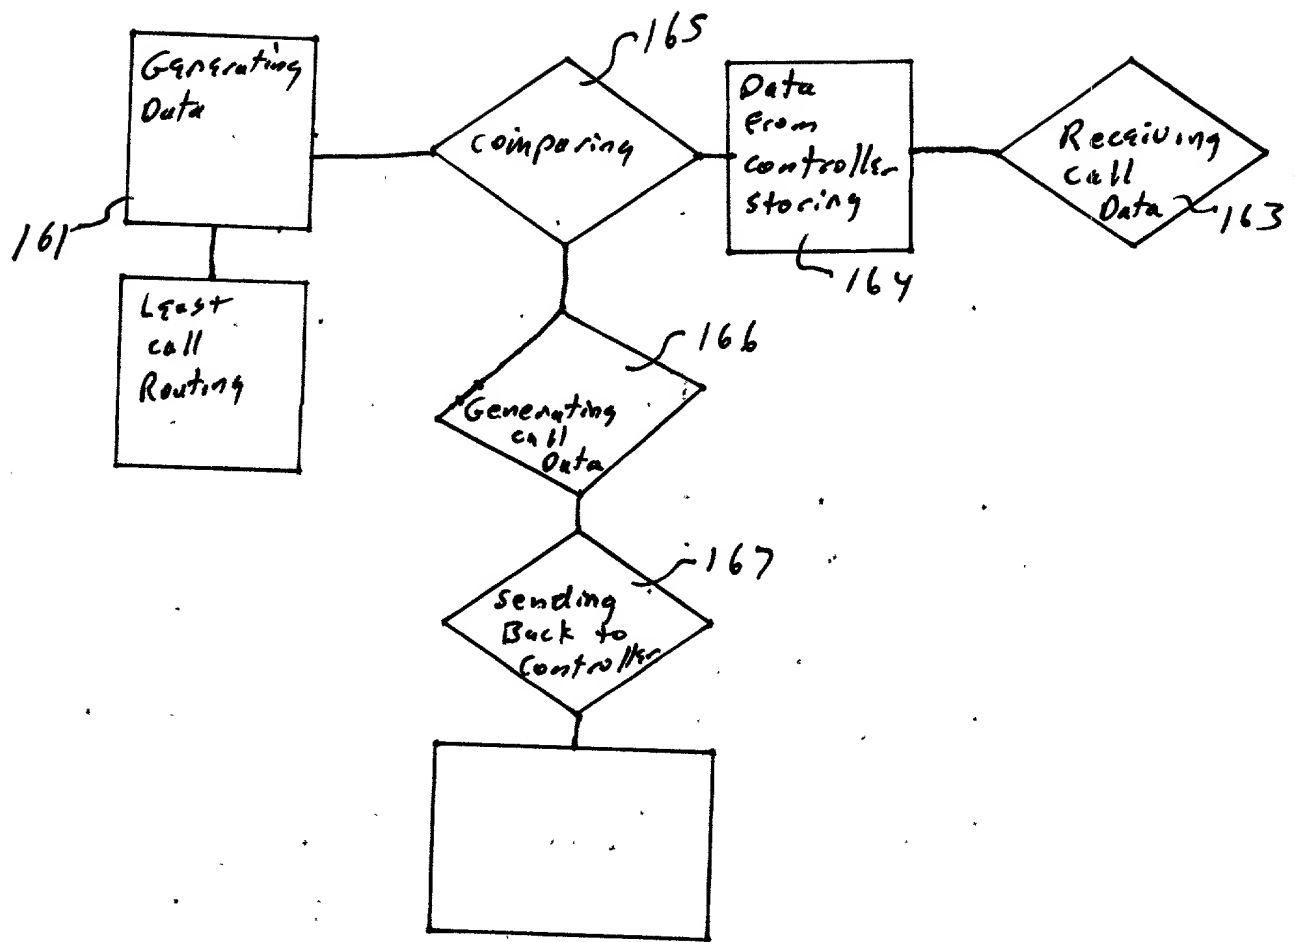 165
Generating
Data
Comparing
Data
From
controller
storing
Receiving
call
Data
163
161
164
Least
call
Routing
166
Generating
call
Data
167
Sending
Back to
Controller